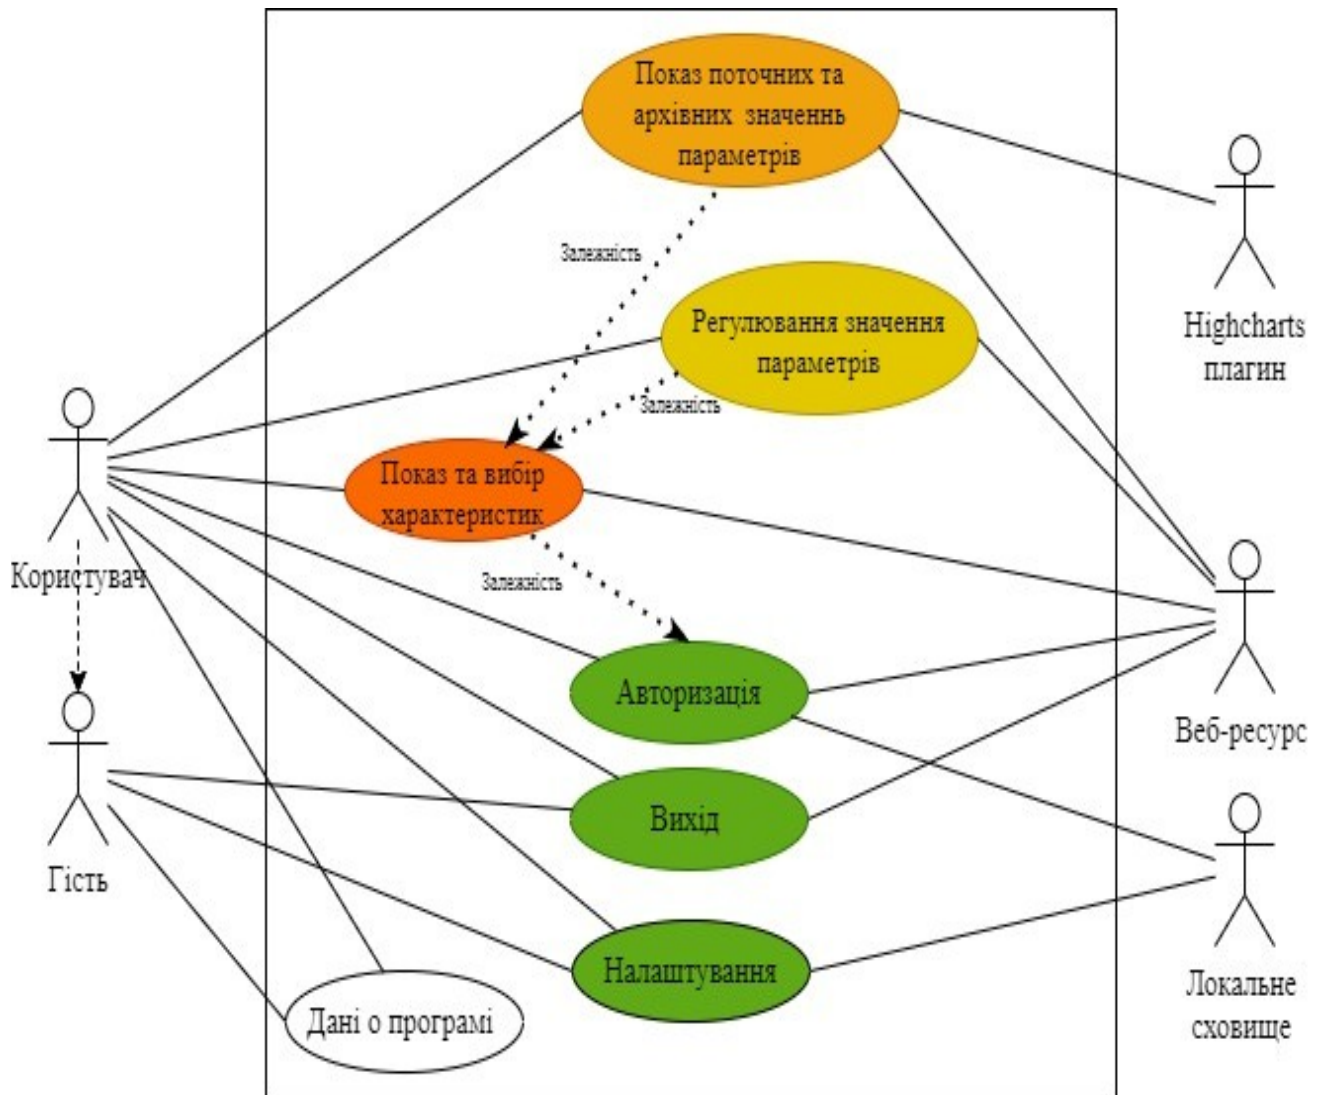 Показ поточних та
архівних значеннь
параметрів
Залежність
Highcharts
плагин
Регулювання значення
параметрів
Залежність
Показ та вибір
характеристик
Користувач
Залежність
Авторизація
Веб-ресурс
Вихід
Гість
Налаштування
Локальне
сховище
Дані о програмі